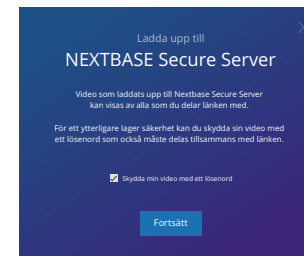 Ladda upp till
NEXTBASE Secure Server
Video som laddats upp till Nextbase Secure Server
kan visas av alla som du delar länken med.
För ett ytterligare lager säkerhet kan du skydda sin video med
ett lösenord som också måste delas tillsammans med länken.
Skydda min video med ett lösenord
Fortsätt